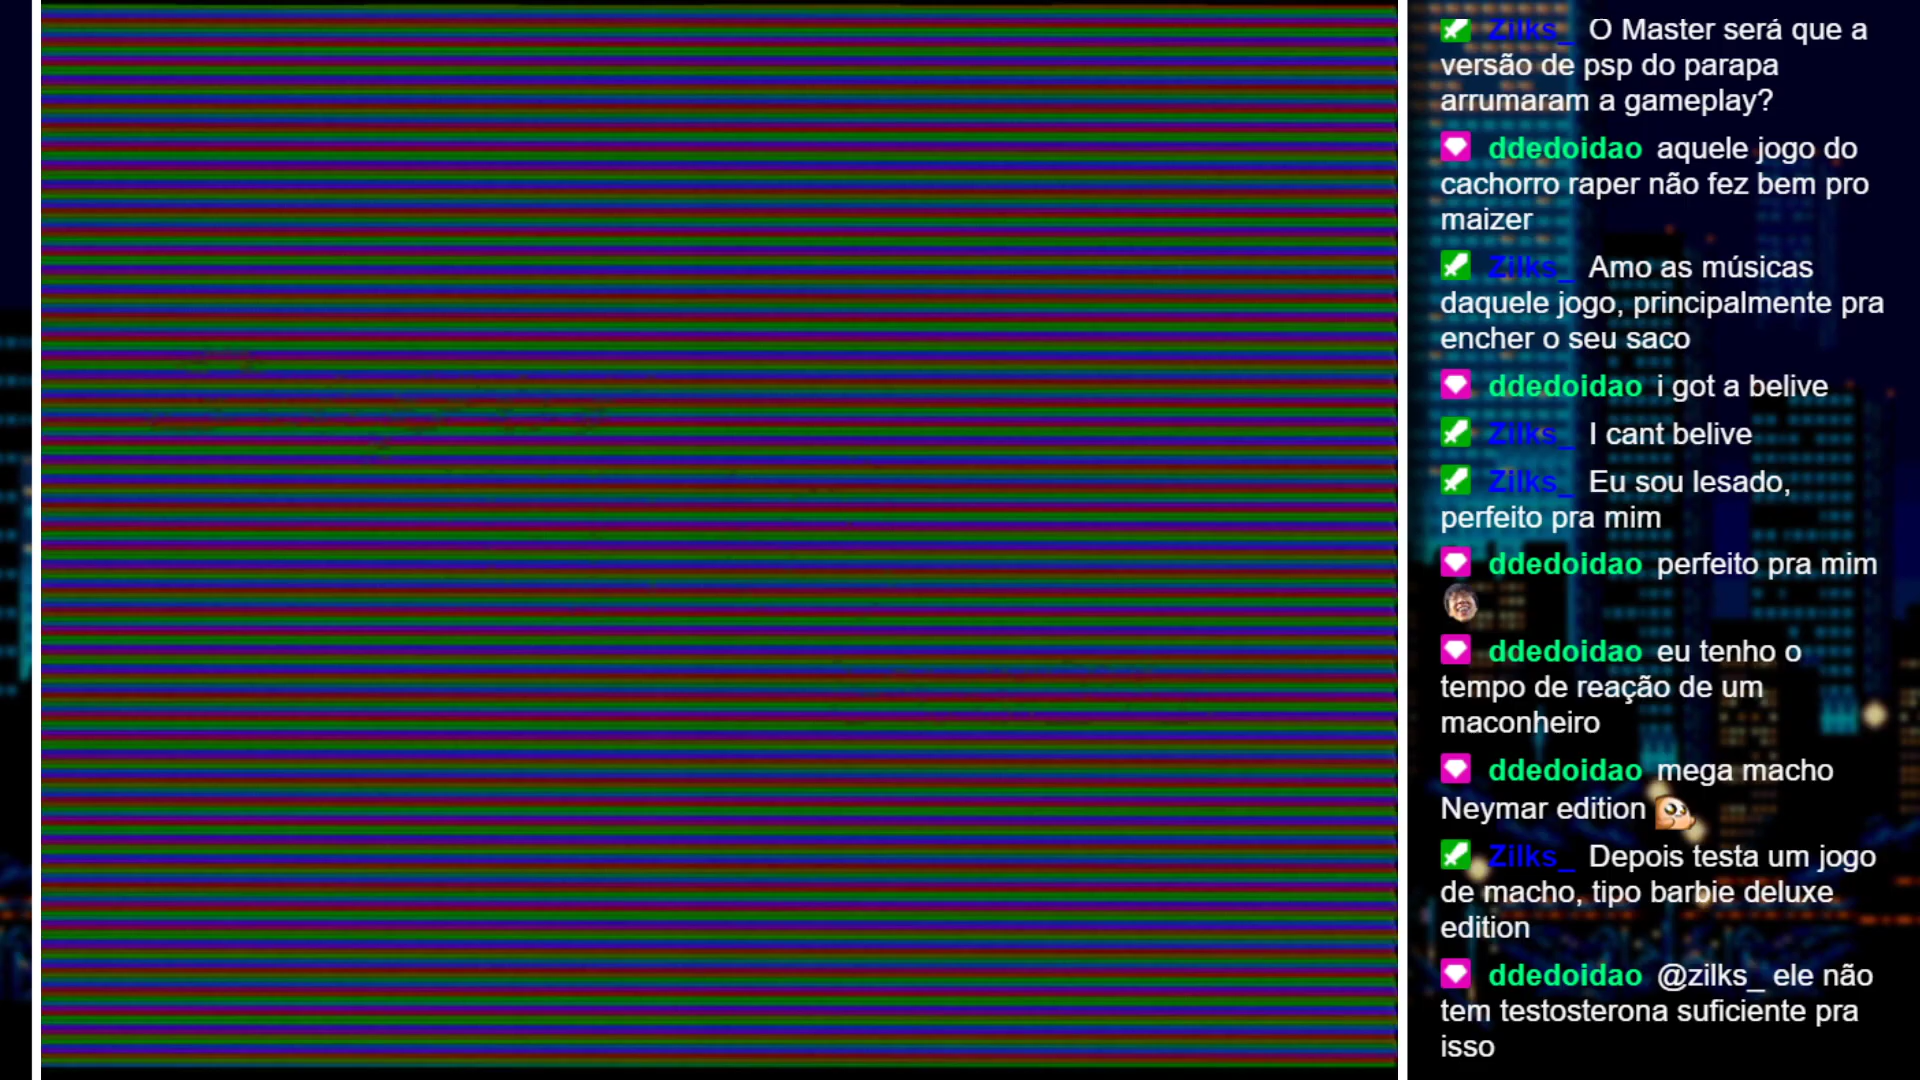 Zilks_ O Master será que a
versão de psp do parapa
arrumaram a gameplay?
ddedoidao aquele jogo do
cachorro raper não fez bem pro
maizer
Zilks_ Amo as músicas
daquele jogo, principalmente pra
encher o seu saco
ddedoidao i got a belive
Zilks_ I cant belive
Zilks_ Eu sou lesado,
perfeito pra mim
ddedoidao perfeito pra mim
ddedoidao eu tenho o
tempo de reação de um
maconheiro
ddedoidao mega macho
Neymar edition
Zilks_ Depois testa um jogo
de macho, tipo barbie deluxe
edition
ddedoidao @zilks_ ele não
tem testosterona suficiente pra
isso